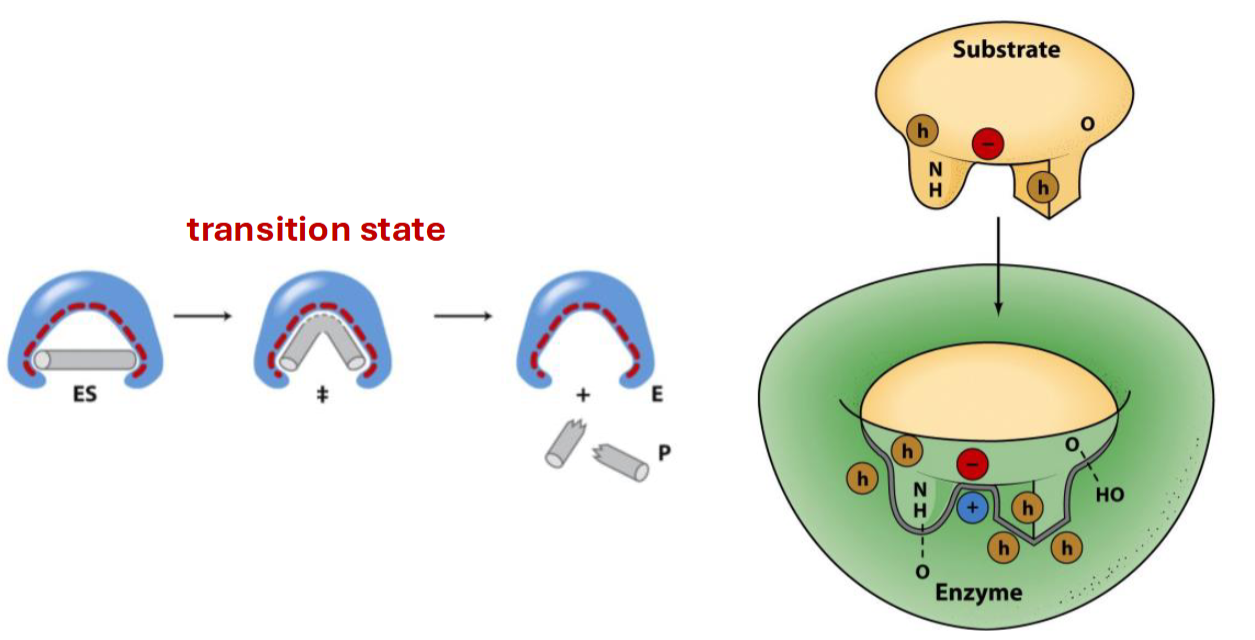 transition state
ES
‡
+
E
P
Substrate
h
−
O
N
H
h
h
h
−
O
N
H
+
h
HO
h
h
O
Enzyme